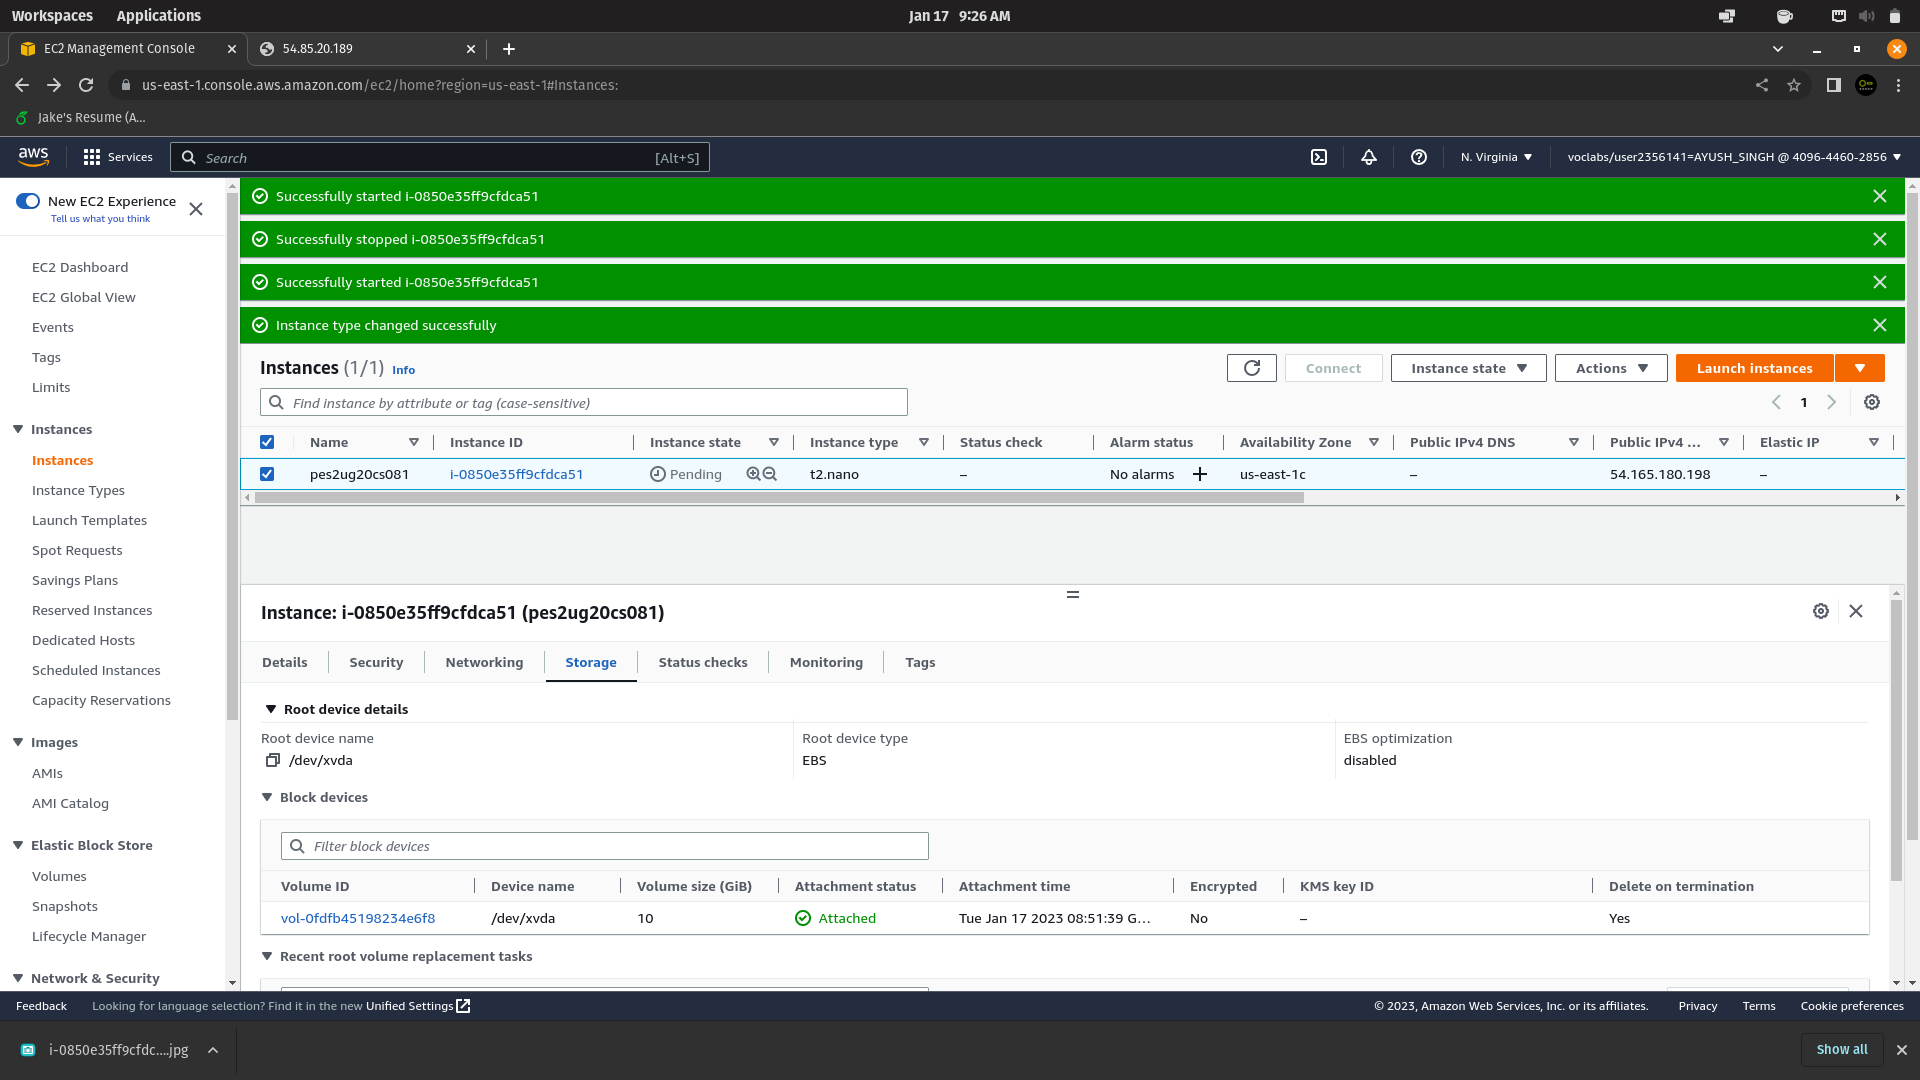 Workspaces Applications Jan 17 9:26 AM
EC2 Management Console 54.85.20.189
us-east-1.console.aws.amazon.com/ec2/home?region=us-east-1#Instances:
Jake's Resume (A...
aws Services Search [Alt+S] N. Virginia voclabs/user2356141=AYUSH_SINGH @ 4096-4460-2856
New EC2 Experience
Tell us what you think
EC2 Dashboard
EC2 Global View
Events
Tags
Limits
Instances
Instances
Instance Types
Launch Templates
Spot Requests
Savings Plans
Reserved Instances
Dedicated Hosts
Scheduled Instances
Capacity Reservations
Images
AMIs
AMI Catalog
Elastic Block Store
Volumes
Snapshots
Lifecycle Manager
Network & Security
Successfully started i-0850e35ff9cfdca51
Successfully stopped i-0850e35ff9cfdca51
Successfully started i-0850e35ff9cfdca51
Instance type changed successfully
Instances (1/1) Info Connect Instance state Actions Launch instances
Find instance by attribute or tag (case-sensitive) 1
Name Instance ID Instance state Instance type Status check Alarm status Availability Zone Public IPv4 DNS Public IPv4 ... Elastic IP
pes2ug20cs081 i-0850e35ff9cfdca51 Pending t2.nano – No alarms us-east-1c – 54.165.180.198 –
Instance: i-0850e35ff9cfdca51 (pes2ug20cs081)
Details Security Networking Storage Status checks Monitoring Tags
Root device details
Root device name Root device type EBS optimization
/dev/xvda EBS disabled
Block devices
Filter block devices
Volume ID Device name Volume size (GiB) Attachment status Attachment time Encrypted KMS key ID Delete on termination
vol-0fdfb45198234e6f8 /dev/xvda 10 Attached Tue Jan 17 2023 08:51:39 G... No – Yes
Recent root volume replacement tasks
Feedback Looking for language selection? Find it in the new Unified Settings © 2023, Amazon Web Services, Inc. or its affiliates. Privacy Terms Cookie preferences
i-0850e35ff9cfdc....jpg Show all